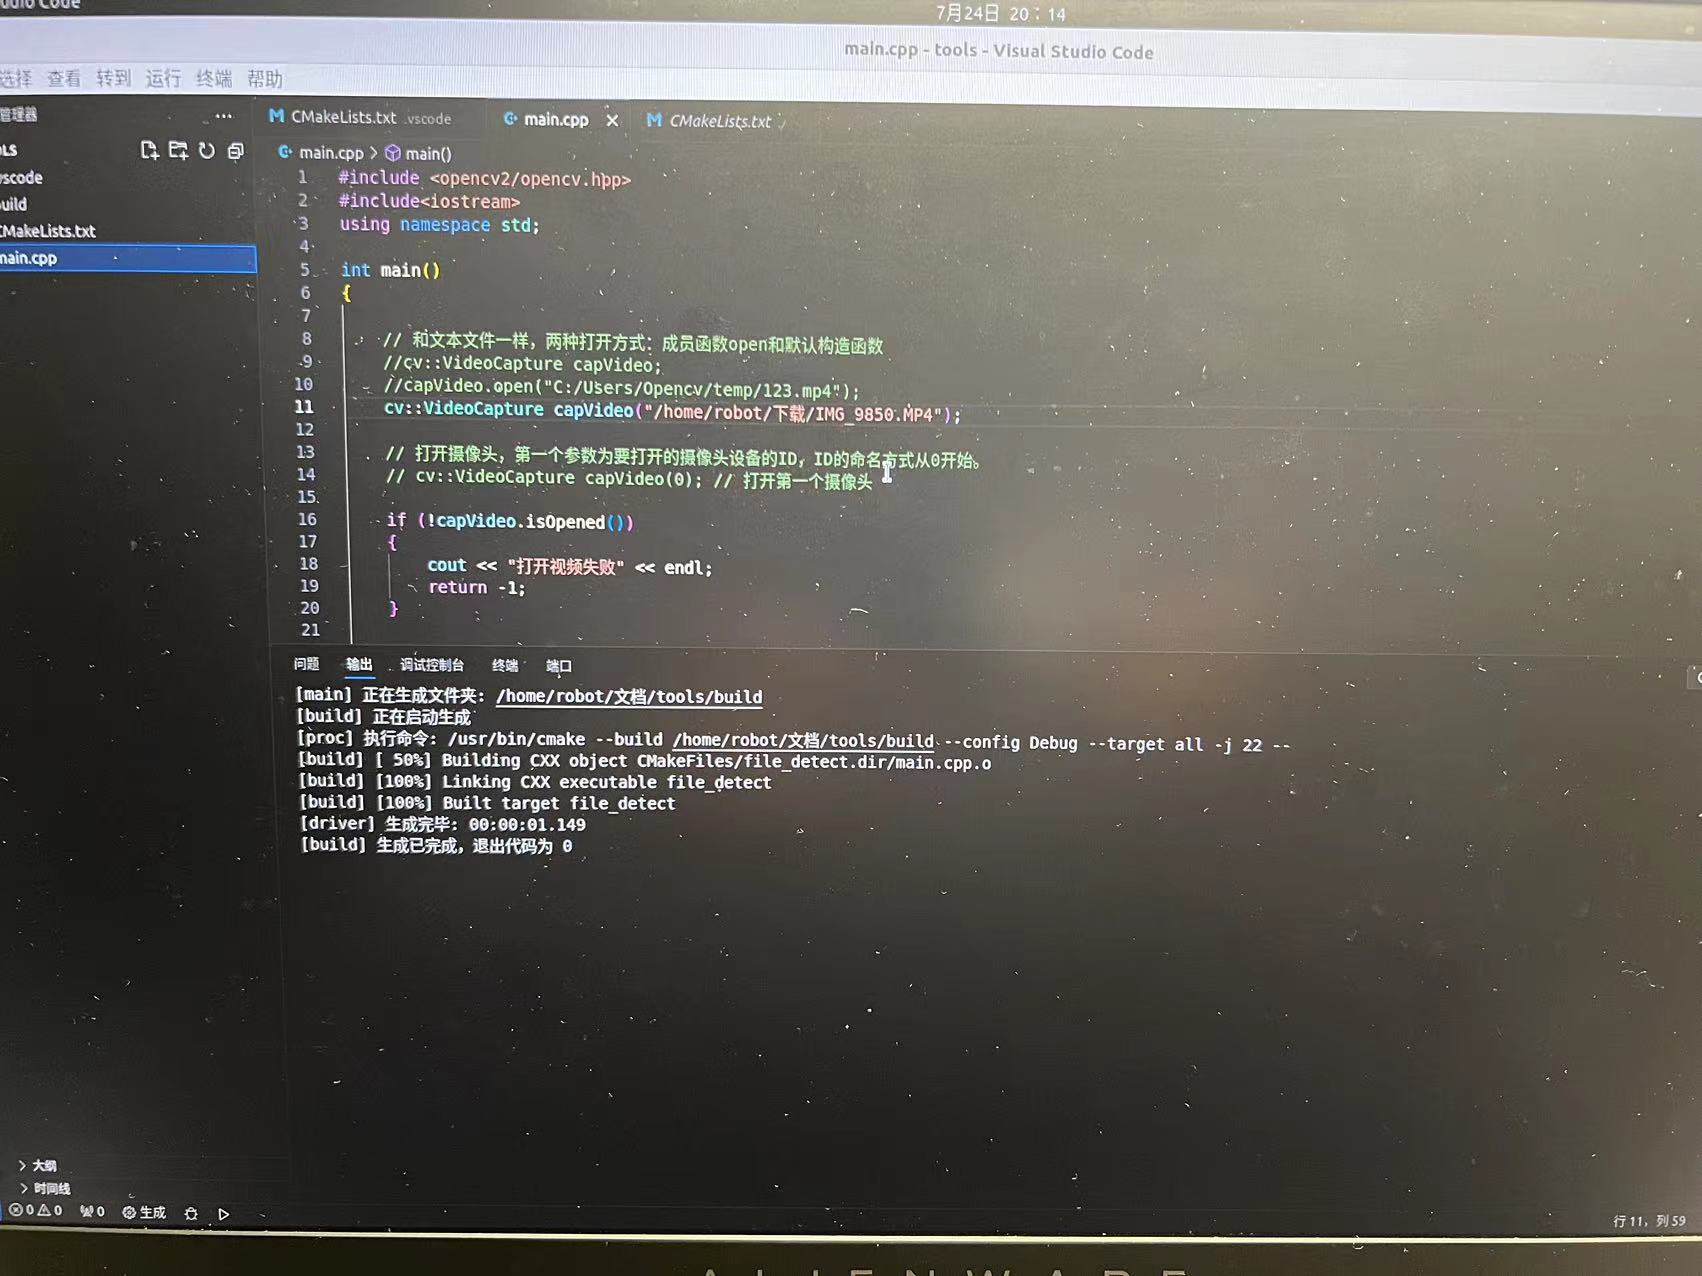 7月24日 20：14
main.cpp - tools - Visual Studio Code
选择 查看 转到 运行 终端 帮助
管理器 ...
CMakeLists.txt .vscode main.cpp × CMakeLists.txt
main.cpp > main()
CMakeLists.txt
main.cpp
1 #include <opencv2/opencv.hpp>
2 #include<iostream>
3 using namespace std;
4
5 int main()
6 {
7
8 // 和文本文件一样，两种打开方式：成员函数open和默认构造函数
9 //cv::VideoCapture capVideo;
10 //capVideo.open("C:/Users/Opencv/temp/123.mp4");
11 cv::VideoCapture capVideo("/home/robot/下载/IMG_9850.MP4");
12
13 // 打开摄像头，第一个参数为要打开的摄像头设备的ID，ID的命名方式从0开始。
14 // cv::VideoCapture capVideo(0); // 打开第一个摄像头
15
16 if (!capVideo.isOpened())
17 {
18 cout << "打开视频失败" << endl;
19 return -1;
20 }
21
问题 输出 调试控制台 终端 端口
[main] 正在生成文件夹: /home/robot/文档/tools/build
[build] 正在启动生成
[proc] 执行命令: /usr/bin/cmake --build /home/robot/文档/tools/build --config Debug --target all -j 22 --
[build] [ 50%] Building CXX object CMakeFiles/file_detect.dir/main.cpp.o
[build] [100%] Linking CXX executable file_detect
[build] [100%] Built target file_detect
[driver] 生成完毕: 00:00:01.149
[build] 生成已完成，退出代码为 0
> 大纲
> 时间线
0 0 0 生成
行 11，列 59